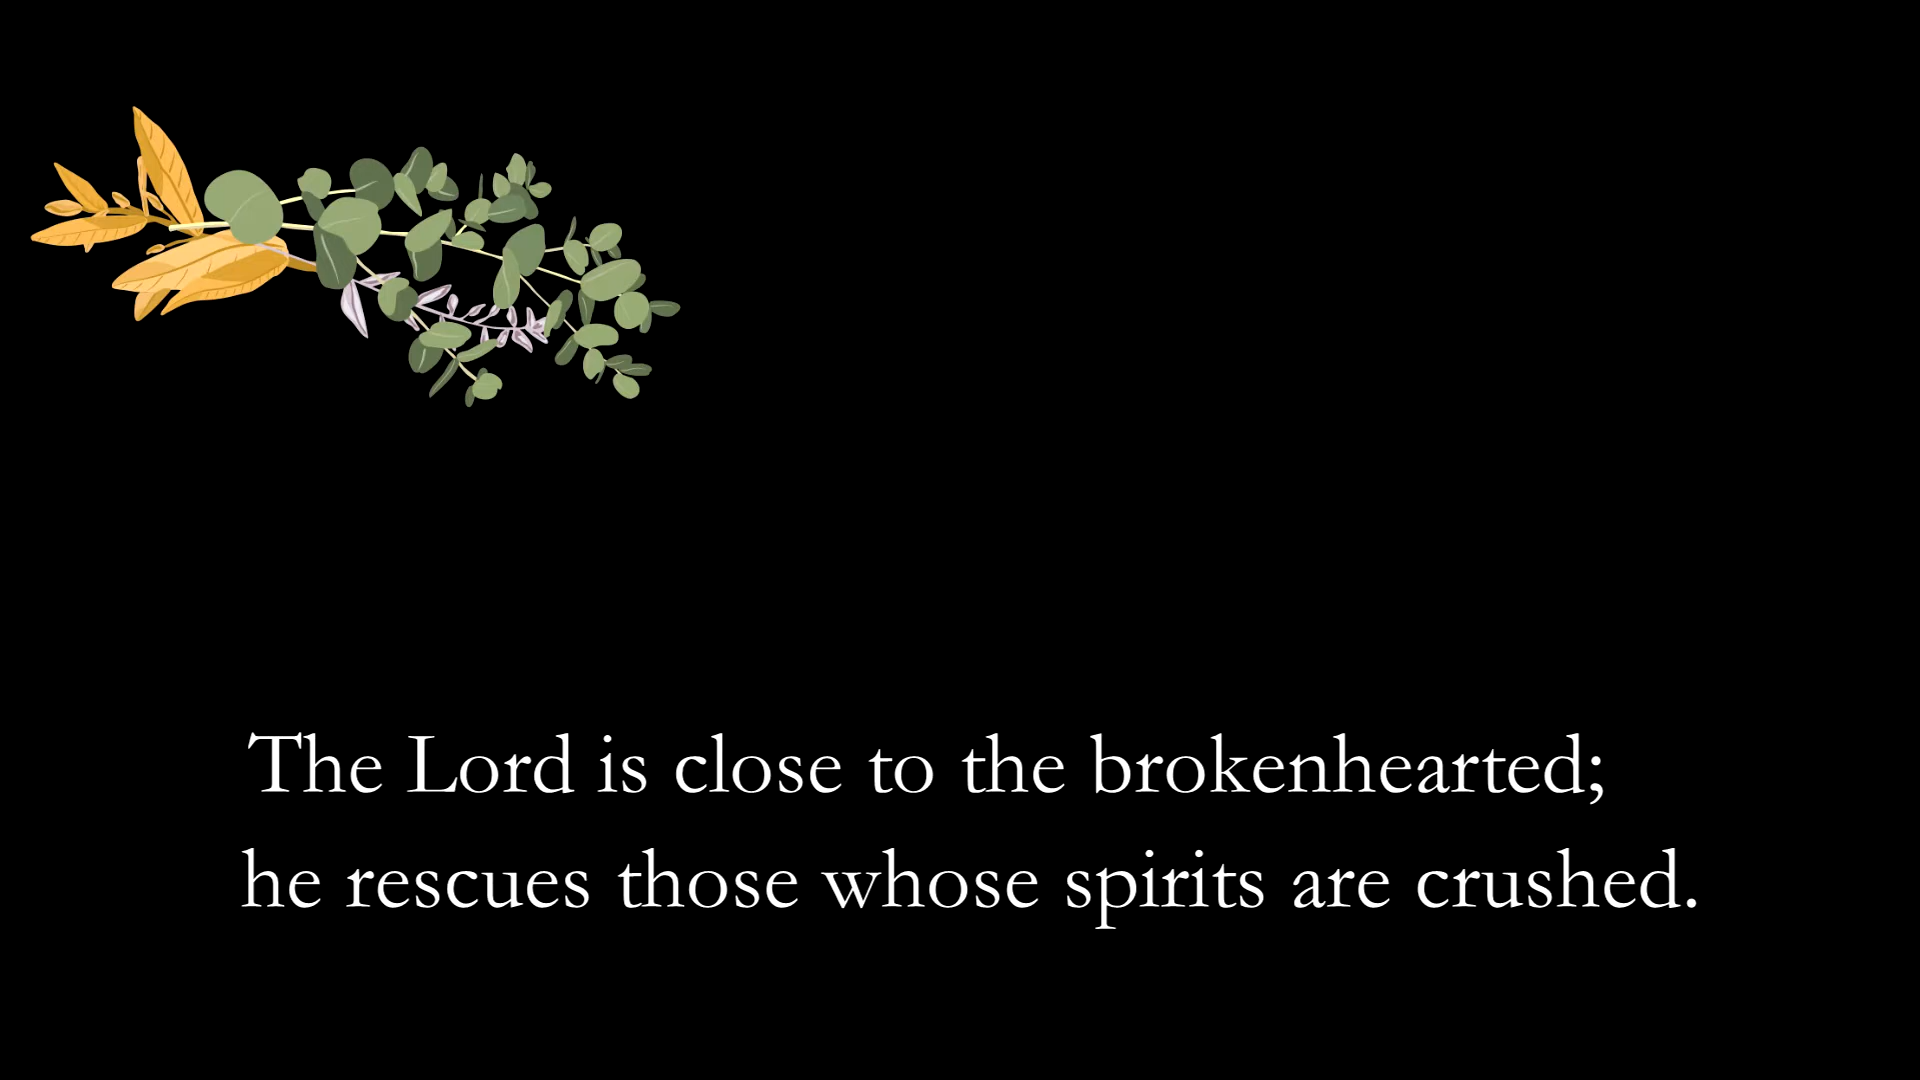 The Lord is close to the brokenhearted;
he rescues those whose spirits are crushed.